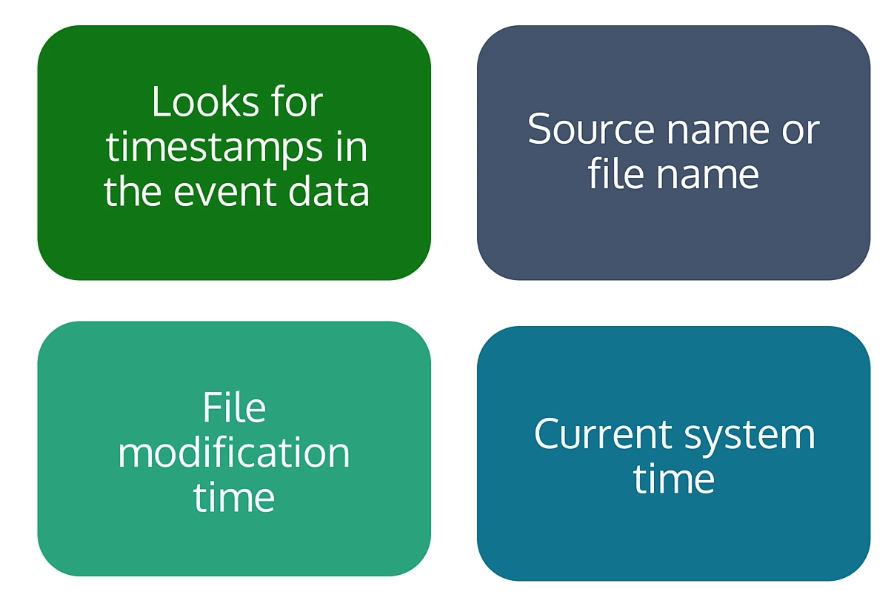 Looks for
timestamps in
the event data
Source name or
file name
File
modification
time
Current system
time